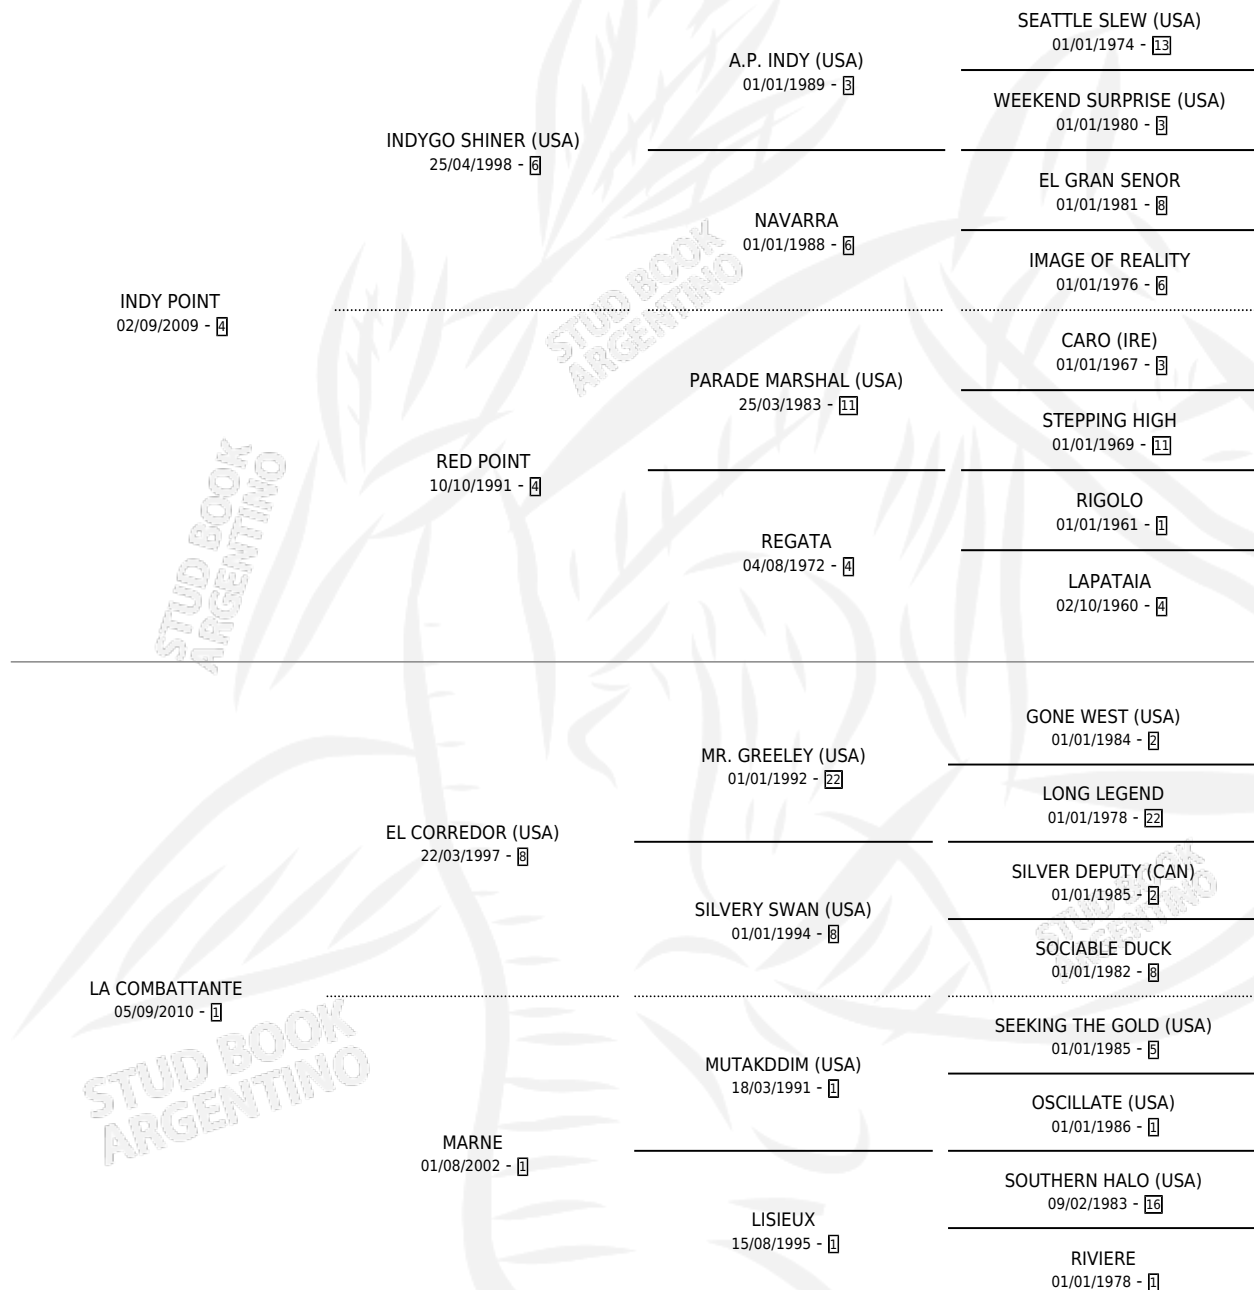 SEATTLE SLEW (USA)
01/01/1974 - 13
A.P. INDY (USA)
01/01/1989 - 3
WEEKEND SURPRISE (USA)
01/01/1980 - 3
INDYGO SHINER (USA)
25/04/1998 - 6
EL GRAN SENOR
01/01/1981 - 8
NAVARRA
01/01/1988 - 6
IMAGE OF REALITY
01/01/1976 - 6
INDY POINT
02/09/2009 - 4
CARO (IRE)
01/01/1967 - 3
PARADE MARSHAL (USA)
25/03/1983 - 11
STEPPING HIGH
01/01/1969 - 11
RED POINT
10/10/1991 - 4
RIGOLO
01/01/1961 - 1
REGATA
04/08/1972 - 4
LAPATAIA
02/10/1960 - 4
GONE WEST (USA)
01/01/1984 - 2
MR. GREELEY (USA)
01/01/1992 - 22
LONG LEGEND
01/01/1978 - 22
EL CORREDOR (USA)
22/03/1997 - 8
SILVER DEPUTY (CAN)
01/01/1985 - 2
SILVERY SWAN (USA)
01/01/1994 - 8
SOCIABLE DUCK
01/01/1982 - 8
LA COMBATTANTE
05/09/2010 - 1
SEEKING THE GOLD (USA)
01/01/1985 - 5
MUTAKDDIM (USA)
18/03/1991 - 1
OSCILLATE (USA)
01/01/1986 - 1
MARNE
01/08/2002 - 1
SOUTHERN HALO (USA)
09/02/1983 - 16
LISIEUX
15/08/1995 - 1
RIVIERE
01/01/1978 - 1
STUD BOOK
ARGENTINO
STUD BOOK
ARGENTINO
STUD BOOK
ARGENTINO
STUD BOOK
ARGENTINO